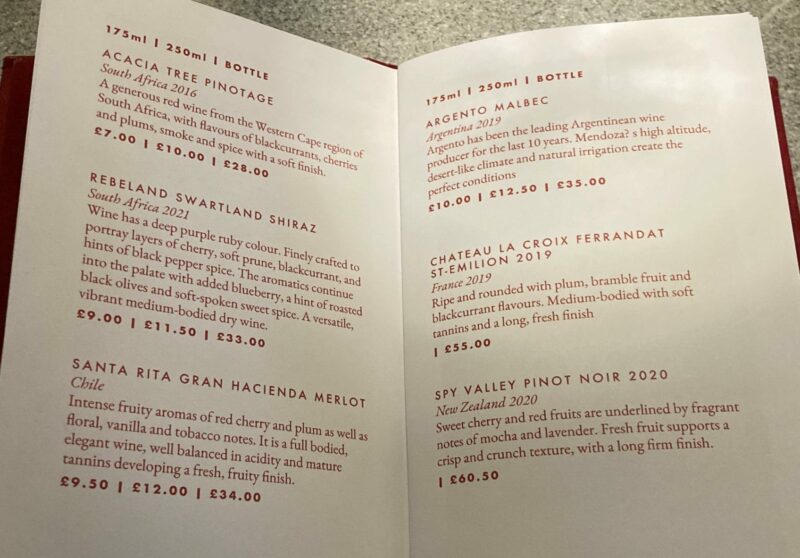 175ml | 250ml | BOTTLE
ACACIA TREE PINOTAGE
South Africa 2016
A generous red wine from the Western Cape region of
South Africa, with flavours of blackcurrants, cherries
and plums, smoke and spice with a soft finish.
£7.00 | £10.00 | £28.00
REBELAND SWARTLAND SHIRAZ
South Africa 2021
Wine has a deep purple ruby colour. Finely crafted to
portray layers of cherry, soft prune, blackcurrant, and
hints of black pepper spice. The aromatics continue
into the palate with added blueberry, a hint of roasted
black olives and soft-spoken sweet spice. A versatile,
vibrant medium-bodied dry wine.
£9.00 | £11.50 | £33.00
SANTA RITA GRAN HACIENDA MERLOT
Chile
Intense fruity aromas of red cherry and plum as well as
floral, vanilla and tobacco notes. It is a full bodied,
elegant wine, well balanced in acidity and mature
tannins developing a fresh, fruity finish.
£9.50 | £12.00 | £34.00
175ml | 250ml | BOTTLE
ARGENTO MALBEC
Argentina 2019
Argento has been the leading Argentinean wine
producer for the last 10 years. Mendoza? s high altitude,
desert-like climate and natural irrigation create the
perfect conditions
£10.00 | £12.50 | £35.00
CHATEAU LA CROIX FERRANDAT
ST-EMILION 2019
France 2019
Ripe and rounded with plum, bramble fruit and
blackcurrant flavours. Medium-bodied with soft
tannins and a long, fresh finish
| £55.00
SPY VALLEY PINOT NOIR 2020
New Zealand 2020
Sweet cherry and red fruits are underlined by fragrant
notes of mocha and lavender. Fresh fruit supports a
crisp and crunch texture, with a long firm finish.
| £60.50